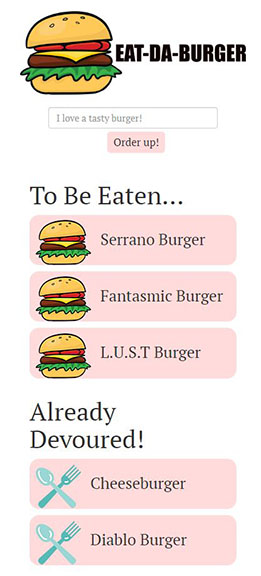 EAT-DA-BURGER
I love a tasty burger!
Order up!
To Be Eaten...
Serrano Burger
Fantasmic Burger
L.U.S.T Burger
Already
Devoured!
Cheeseburger
Diablo Burger